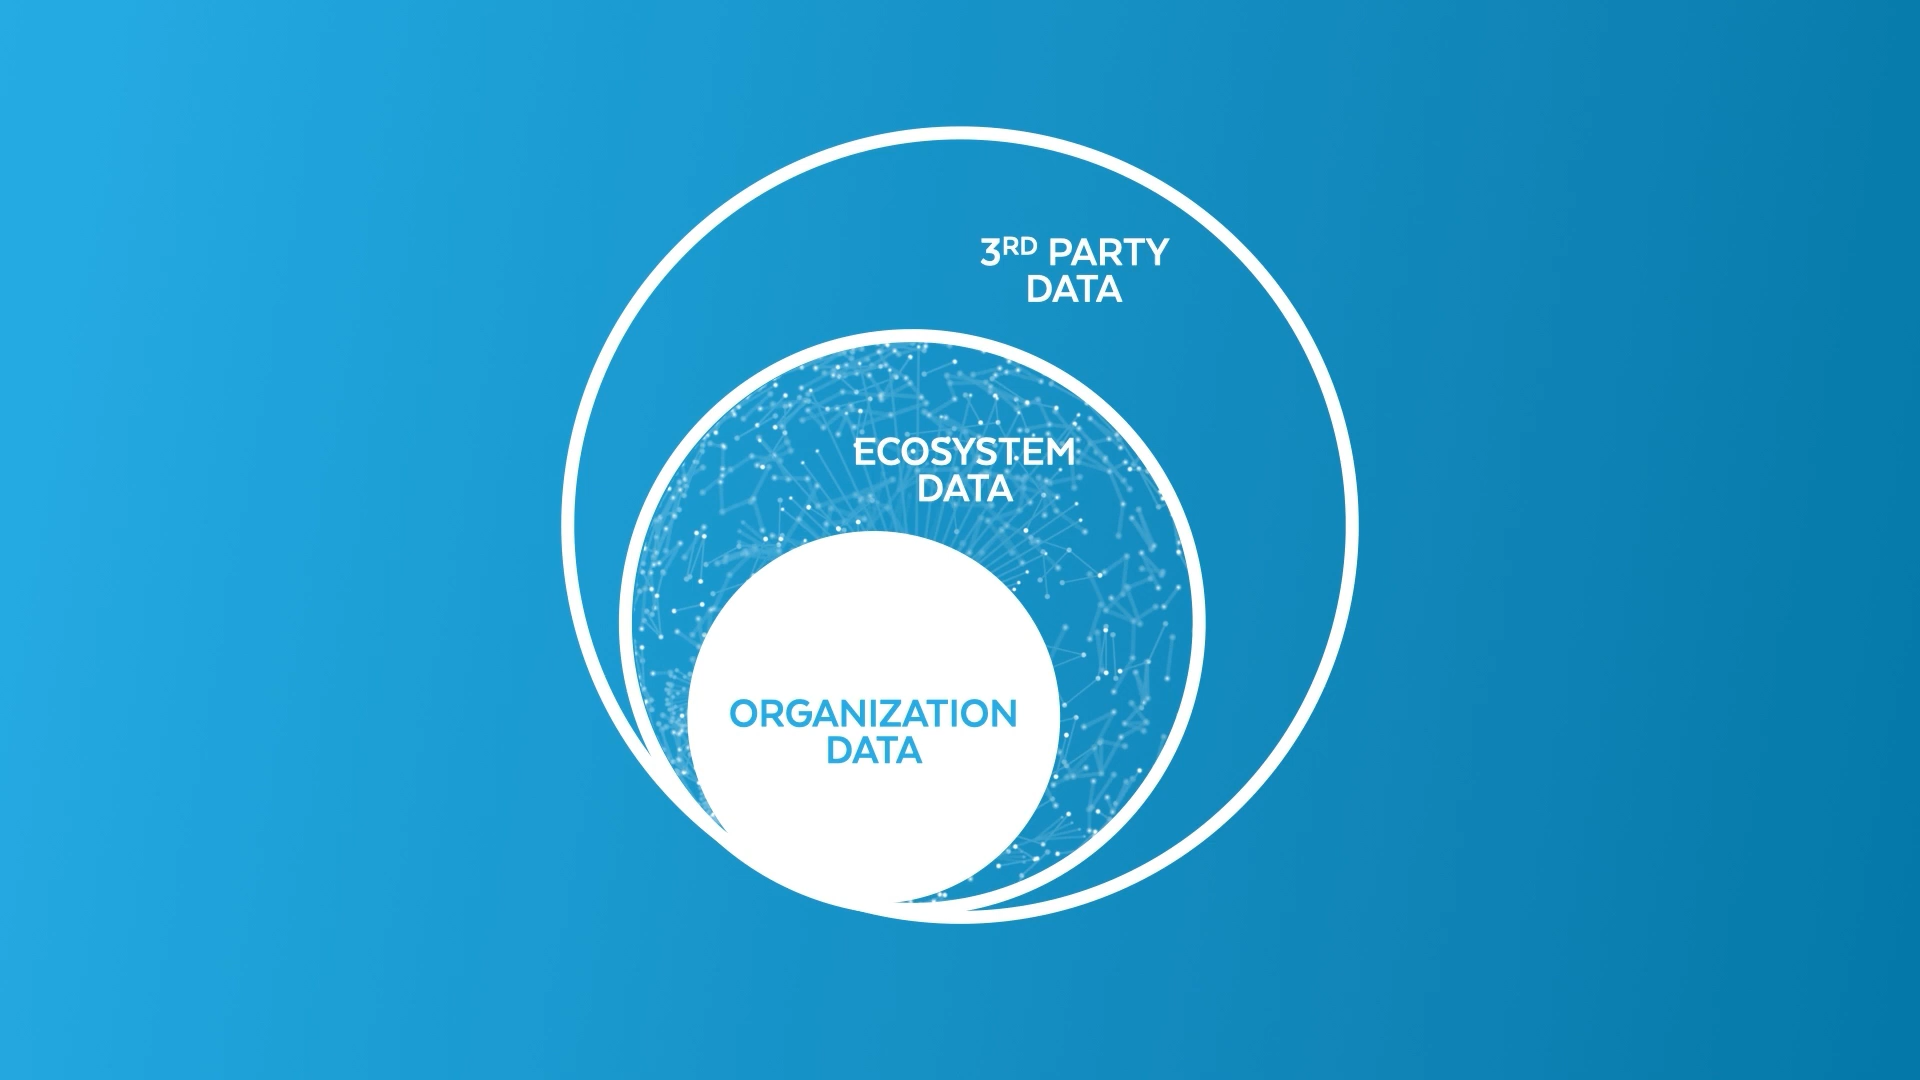 3RD PARTY
DATA
ECOSYSTEM
DATA
ORGANIZATION
DATA